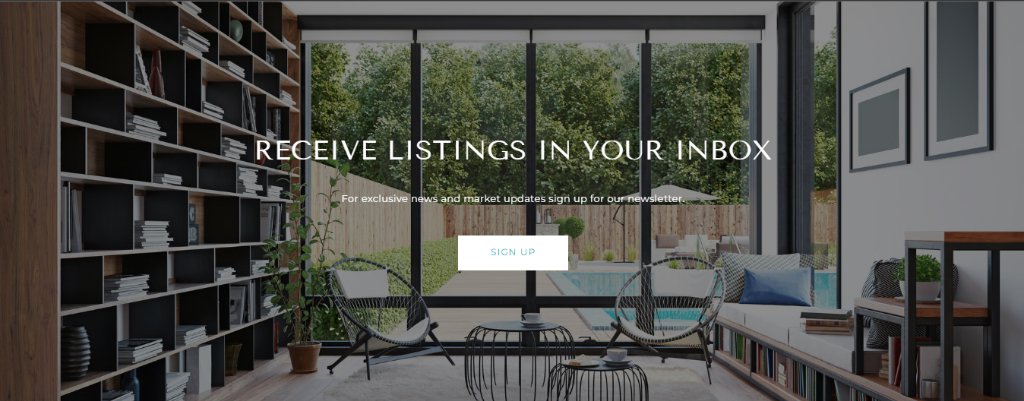 RECEIVE LISTINGS IN YOUR INBOX
For exclusive news and market updates sign up for our newsletter.
SIGN UP